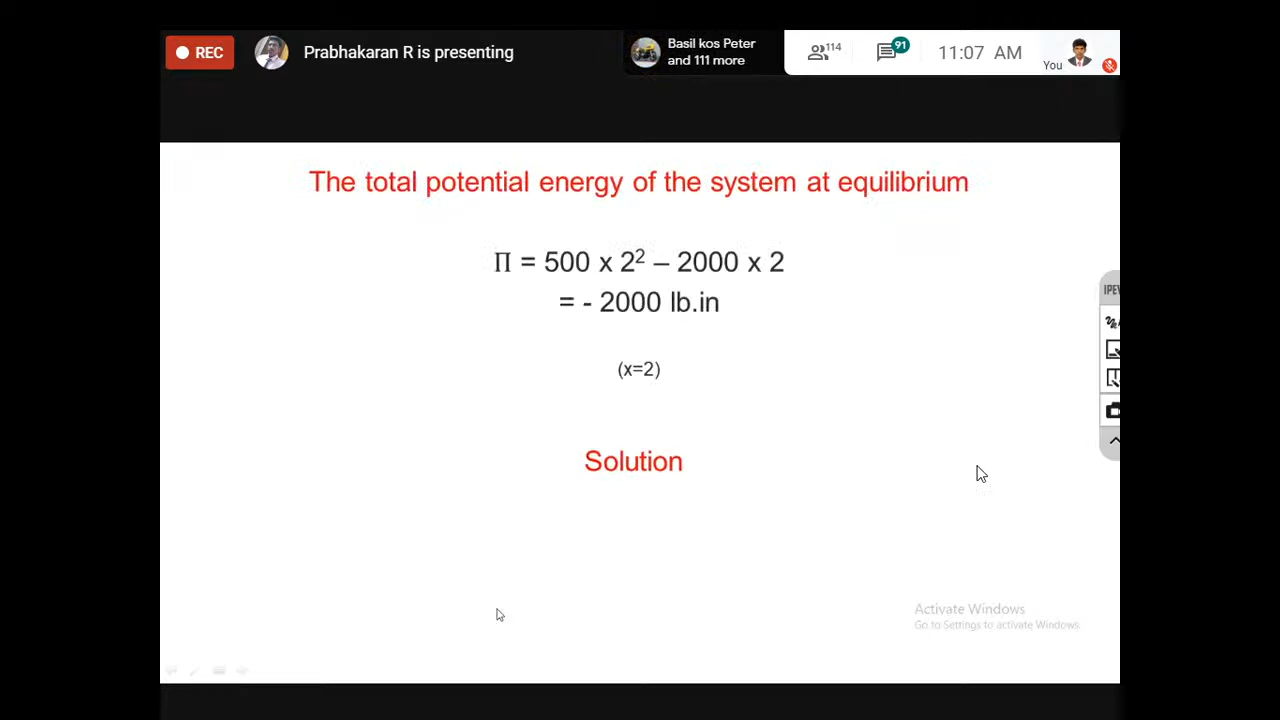 REC
Prabhakaran R is presenting
Basil kos Peter
and 111 more
114
91
11:07 AM
You
The total potential energy of the system at equilibrium
Π = 500 x 2² – 2000 x 2
= - 2000 lb.in
(x=2)
Solution
IPEV
Activate Windows
Go to Settings to activate Windows.